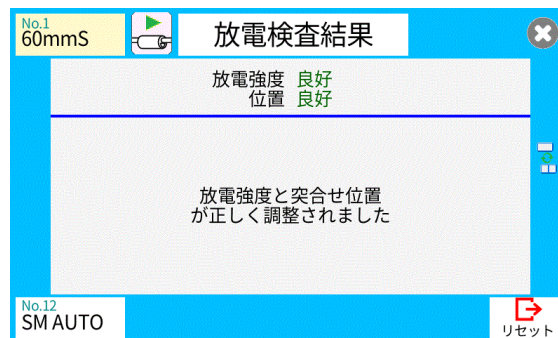 No.1
60mmS
放電検査結果
放電強度 良好
位置 良好
放電強度と突合せ位置
が正しく調整されました
No.12
SM AUTO
リセット